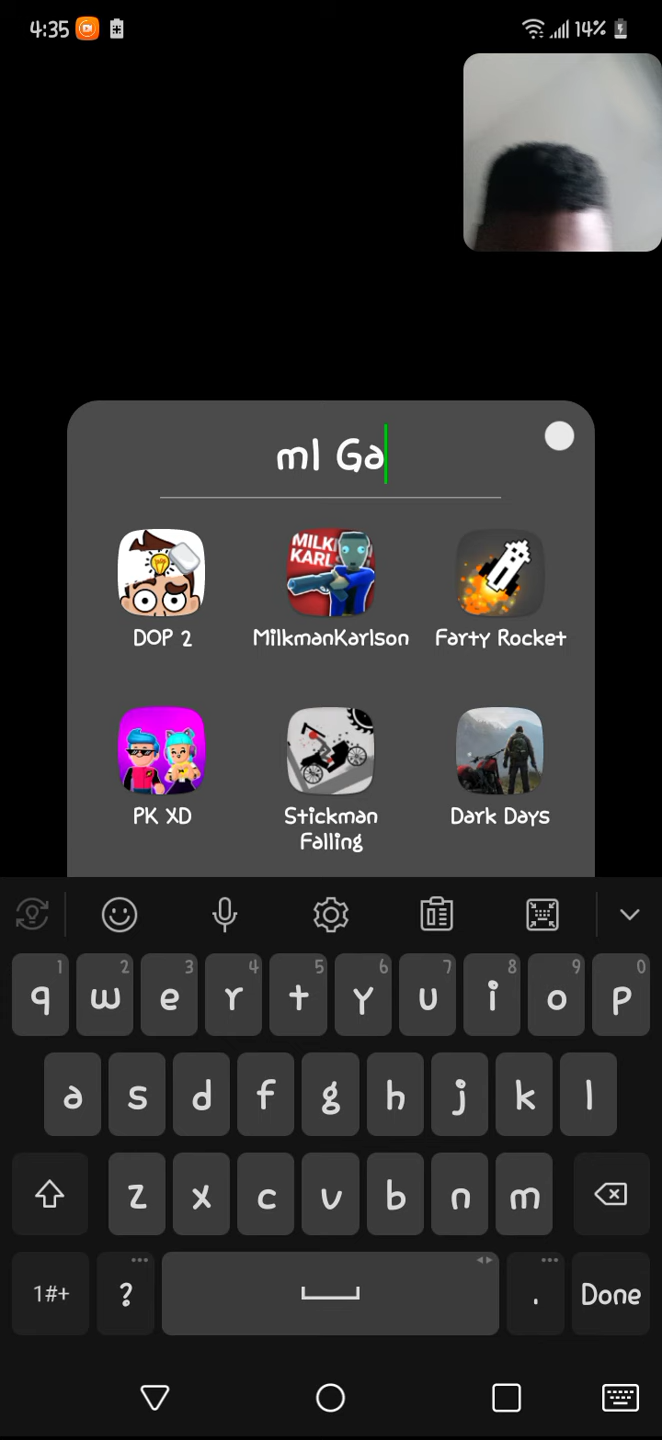 4:35 14%
ml Ga
MILK
KARL
DOP 2 MilkmanKarlson Farty Rocket
PK XD Stickman Falling Dark Days
1 2 3 4 5 6 7 8 9 0
q w e r t y u i o p
a s d f g h j k l
z x c v b n m
1#+ ? . Done